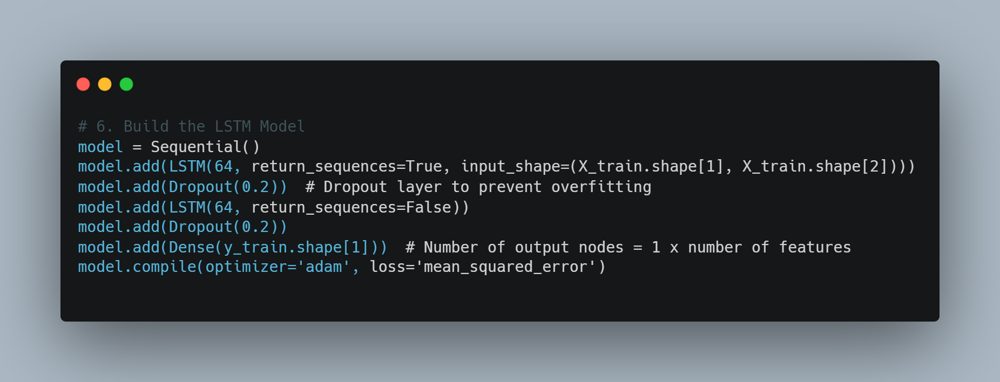 # 6. Build the LSTM Model
model = Sequential()
model.add(LSTM(64, return_sequences=True, input_shape=(X_train.shape[1], X_train.shape[2])))
model.add(Dropout(0.2))  # Dropout layer to prevent overfitting
model.add(LSTM(64, return_sequences=False))
model.add(Dropout(0.2))
model.add(Dense(y_train.shape[1]))  # Number of output nodes = 1 x number of features
model.compile(optimizer='adam', loss='mean_squared_error')